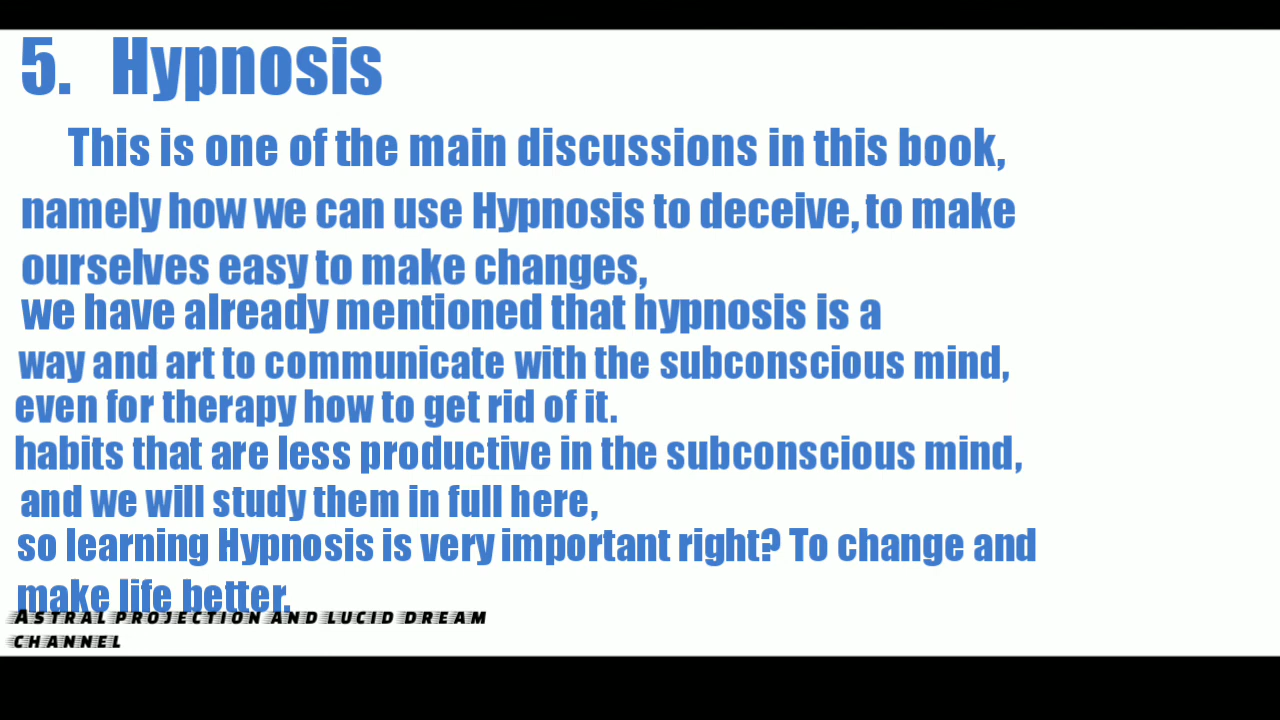 5. Hypnosis
This is one of the main discussions in this book,
namely how we can use Hypnosis to deceive, to make
ourselves easy to make changes,
we have already mentioned that hypnosis is a
way and art to communicate with the subconscious mind,
even for therapy how to get rid of it.
habits that are less productive in the subconscious mind,
and we will study them in full here,
so learning Hypnosis is very important right? To change and
make life better.
ASTRAL PROJECTION AND LUCID DREAM
CHANNEL